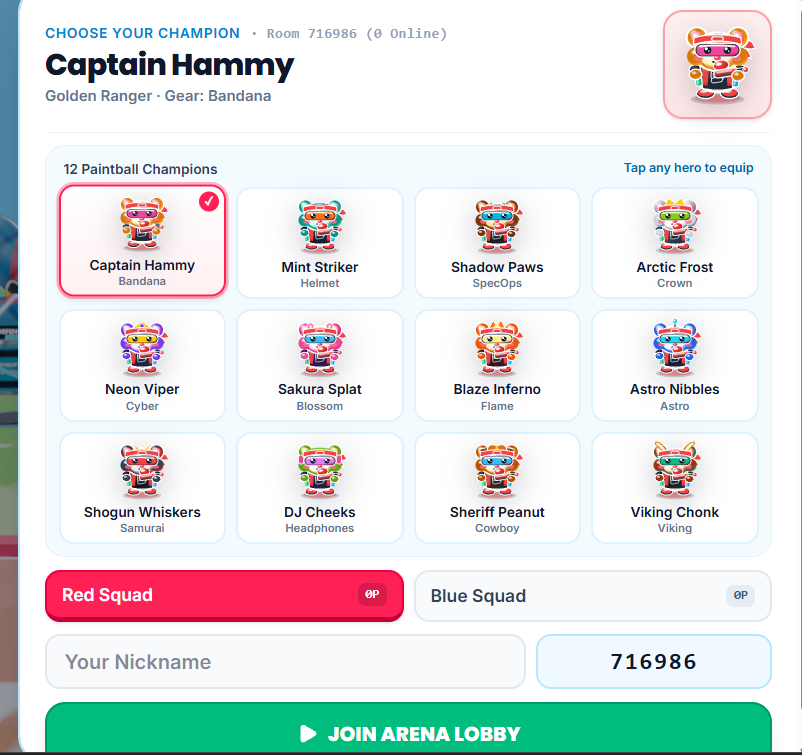 CHOOSE YOUR CHAMPION • Room 716986 (0 Online)
Captain Hammy
Golden Ranger · Gear: Bandana
12 Paintball Champions
Tap any hero to equip
Captain Hammy
Bandana
Mint Striker
Helmet
Shadow Paws
SpecOps
Arctic Frost
Crown
Neon Viper
Cyber
Sakura Splat
Blossom
Blaze Inferno
Flame
Astro Nibbles
Astro
Shogun Whiskers
Samurai
DJ Cheeks
Headphones
Sheriff Peanut
Cowboy
Viking Chonk
Viking
Red Squad 0P
Blue Squad 0P
Your Nickname
716986
JOIN ARENA LOBBY